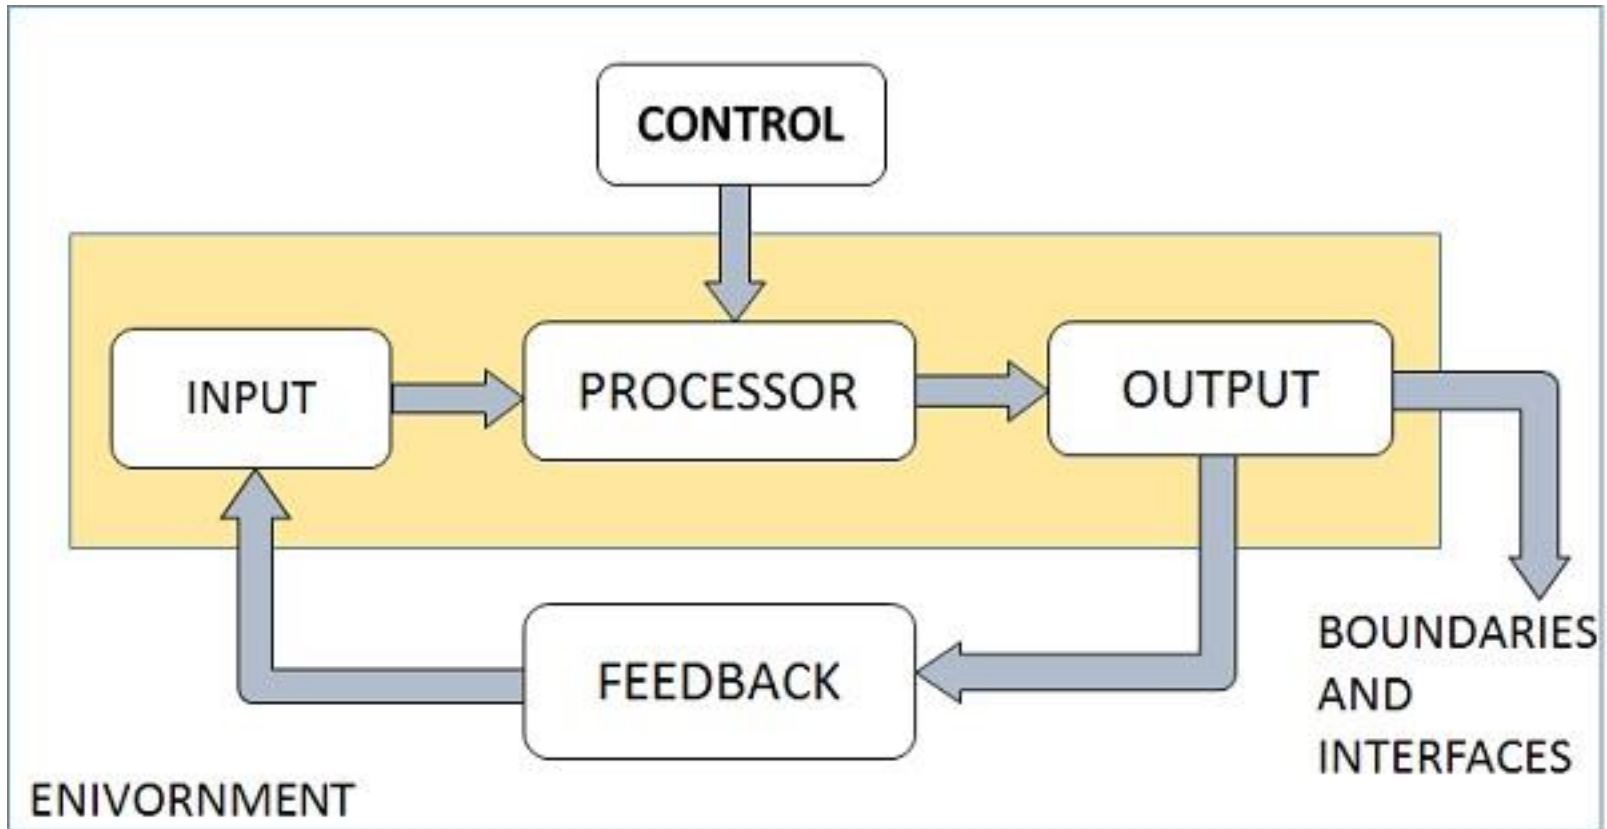 CONTROL
INPUT
PROCESSOR
OUTPUT
FEEDBACK
BOUNDARIES
AND
INTERFACES
ENIVORNMENT